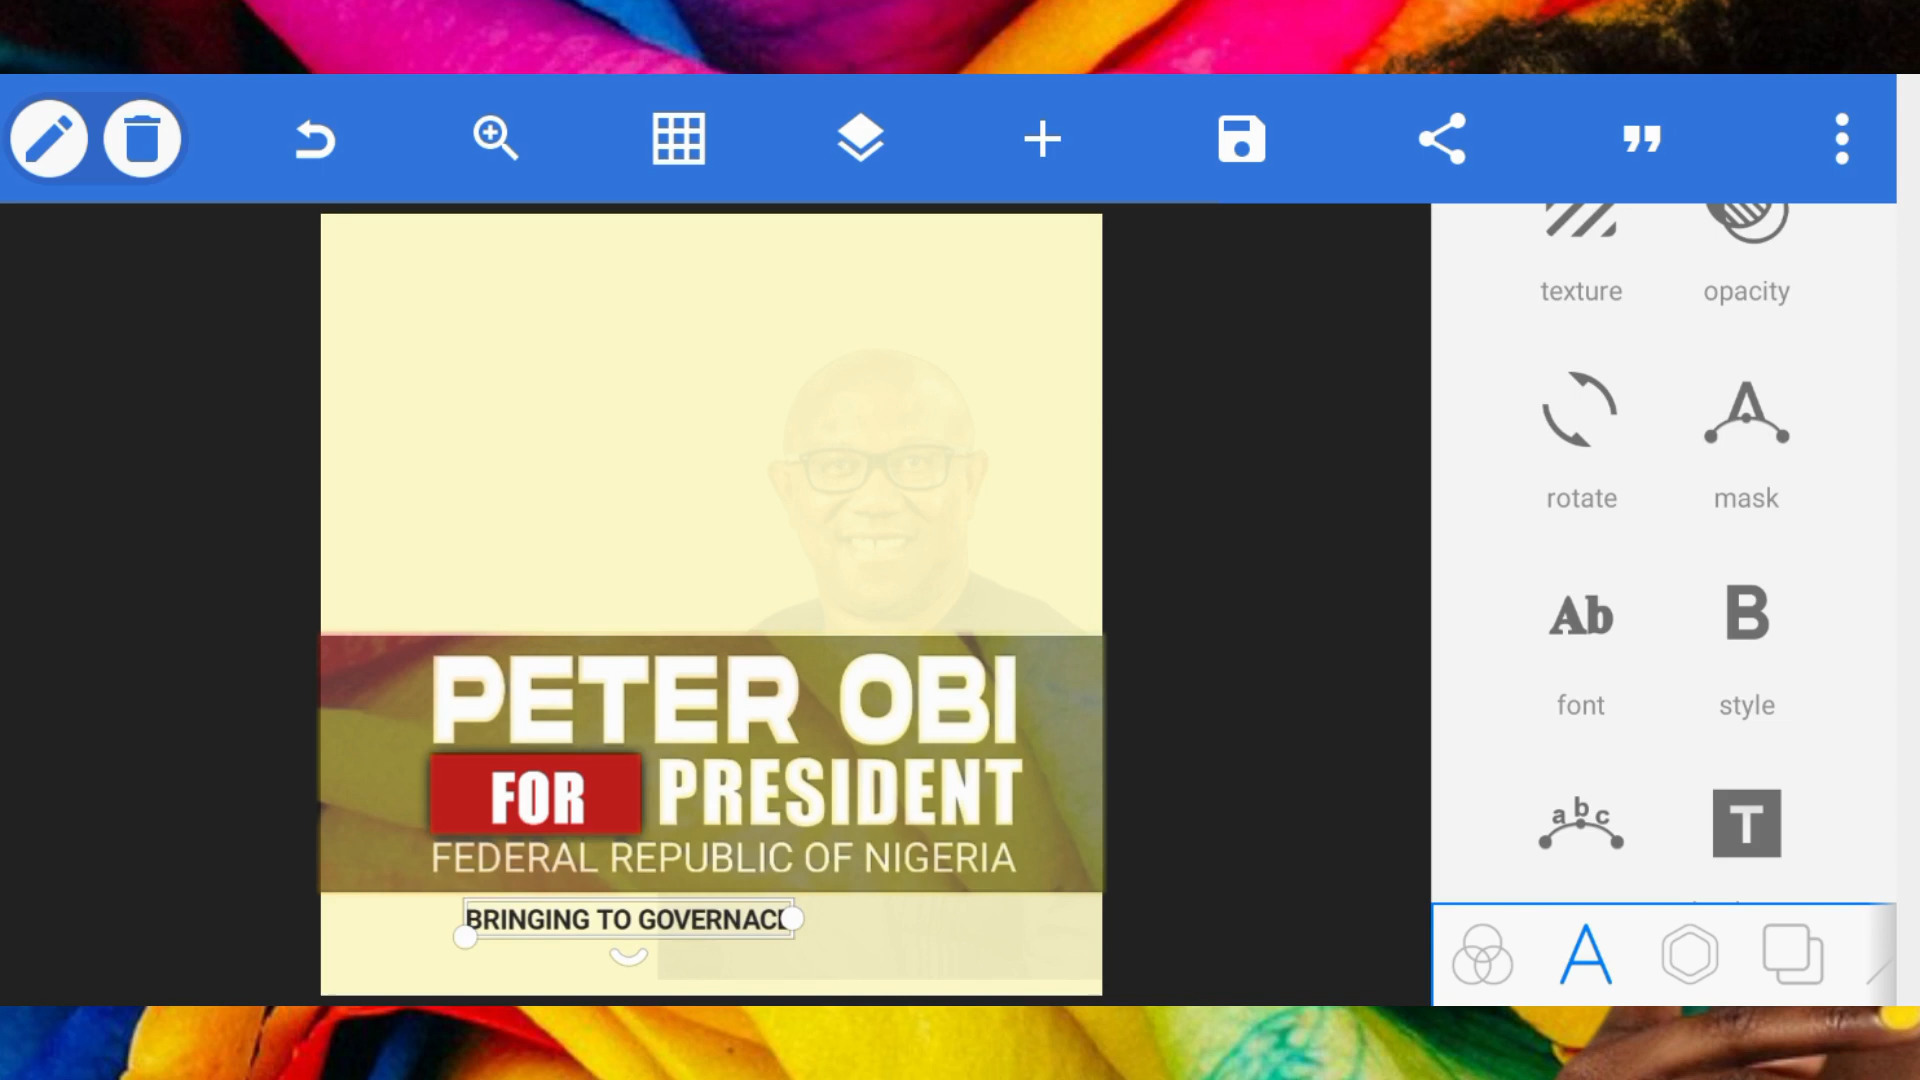 texture
opacity
rotate
mask
Ab
B
font
style
abc
T
PETER OBI
FOR PRESIDENT
FEDERAL REPUBLIC OF NIGERIA
BRINGING TO GOVERNACE
A